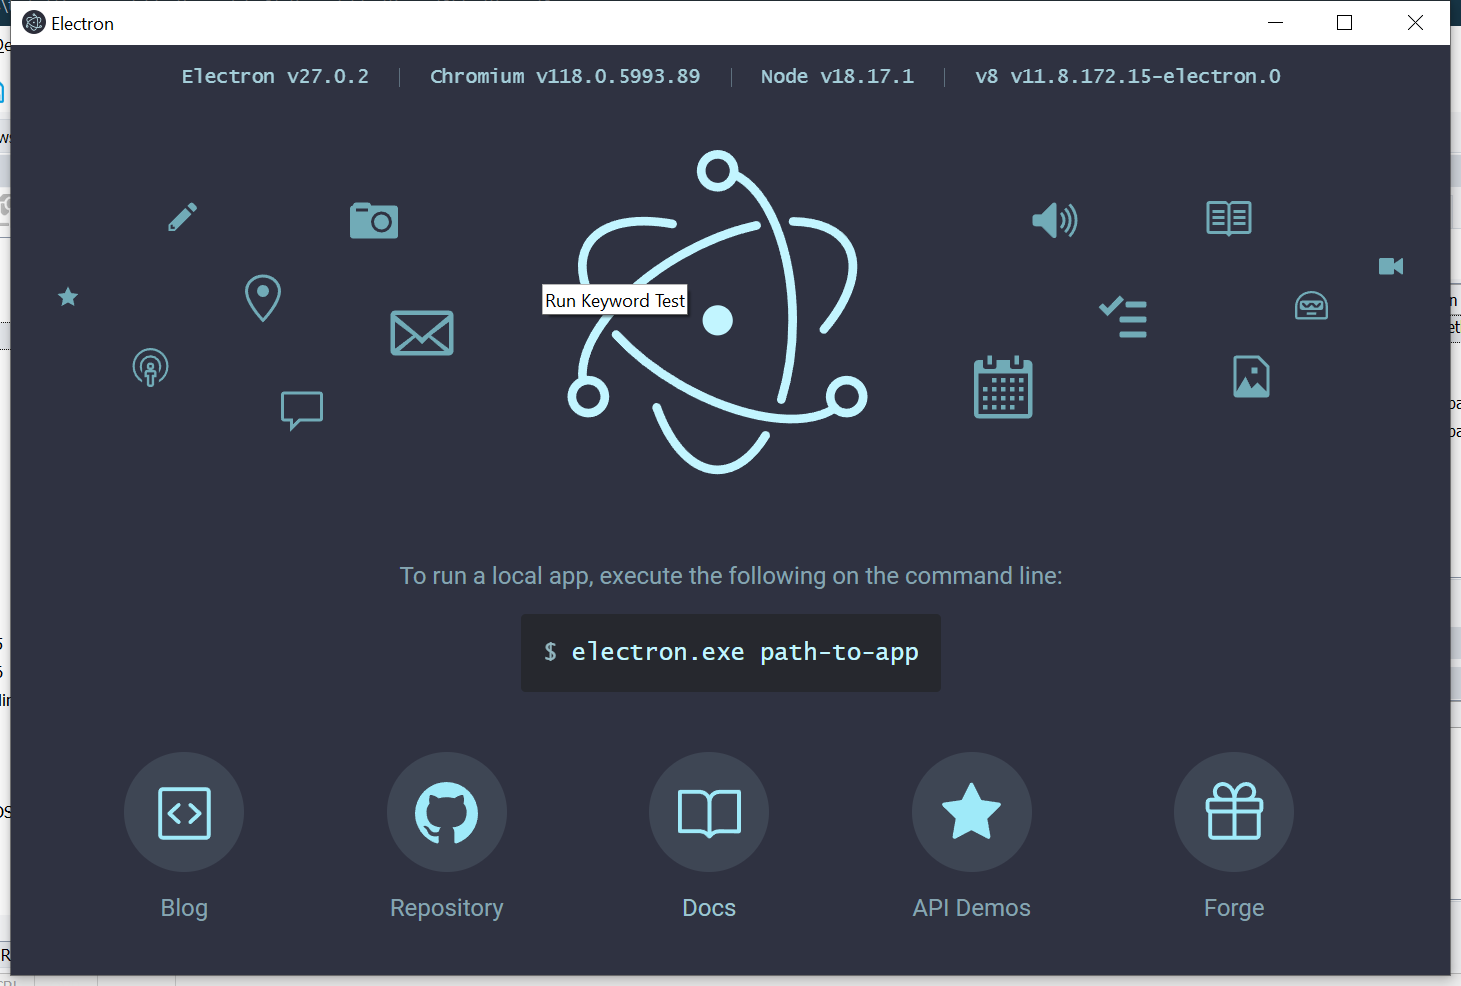 Electron
Electron v27.0.2 | Chromium v118.0.5993.89 | Node v18.17.1 | v8 v11.8.172.15-electron.0
Run Keyword Test
To run a local app, execute the following on the command line:
$ electron.exe path-to-app
Blog
Repository
Docs
API Demos
Forge